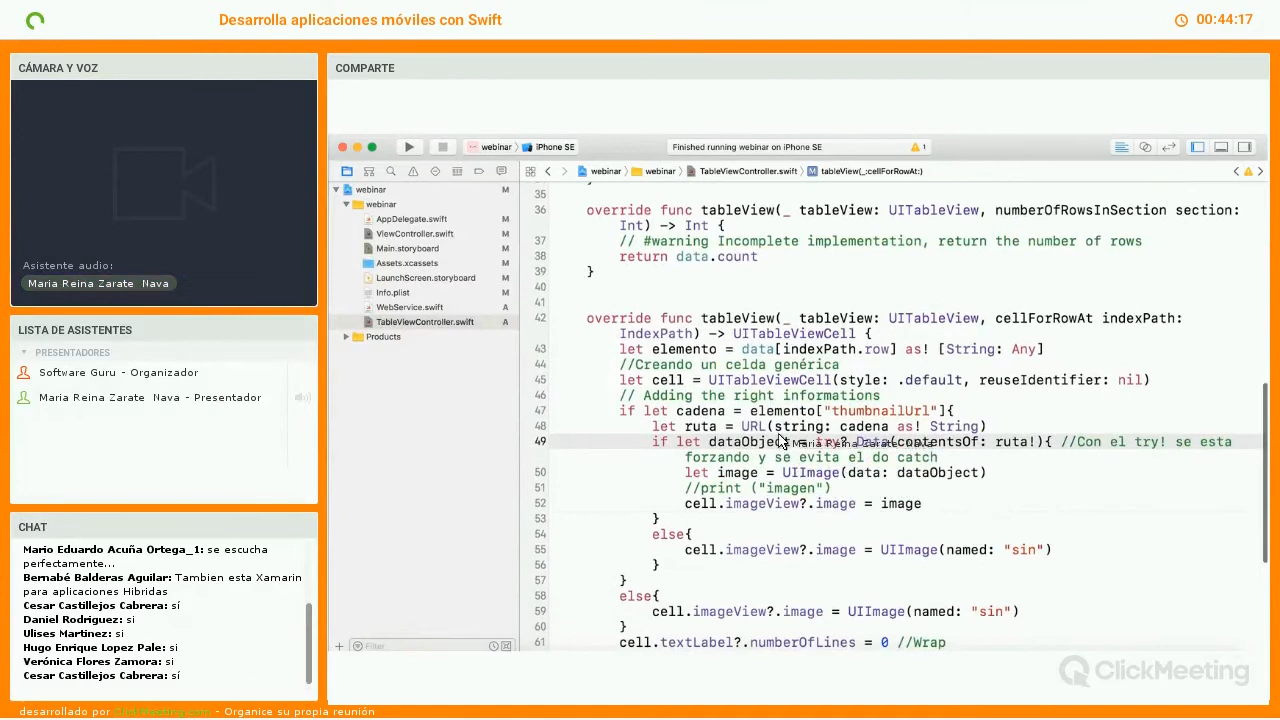 Desarrolla aplicaciones móviles con Swift
00:44:17
CÁMARA Y VOZ
Asistente audio:
Maria Reina Zarate Nava
LISTA DE ASISTENTES
PRESENTADORES
Software Guru - Organizador
Maria Reina Zarate Nava - Presentador
CHAT
Mario Eduardo Acuña Ortega_1: se escucha
perfectamente...
Bernabé Balderas Aguilar: Tambien esta Xamarin
para aplicaciones Hibridas
Cesar Castillejos Cabrera: sí
Daniel Rodriguez: si
Ulises Martínez: si
Hugo Enrique Lopez Pale: si
Verónica Flores Zamora: si
Cesar Castillejos Cabrera: sí
COMPARTE
webinar iPhone SE
Finished running webinar on iPhone SE
1
webinar M
webinar
AppDelegate.swift M
ViewController.swift M
Main.storyboard M
Assets.xcassets M
LaunchScreen.storyboard M
Info.plist M
WebService.swift A
TableViewController.swift A
Products
Filter
webinar webinar TableViewController.swift M tableView(_:cellForRowAt:)
35
36 override func tableView(_ tableView: UITableView, numberOfRowsInSection section:
Int) -> Int {
37 // #warning Incomplete implementation, return the number of rows
38 return data.count
39 }
40
41
42 override func tableView(_ tableView: UITableView, cellForRowAt indexPath:
IndexPath) -> UITableViewCell {
43 let elemento = data[indexPath.row] as! [String: Any]
44 //Creando un celda genérica
45 let cell = UITableViewCell(style: .default, reuseIdentifier: nil)
46 // Adding the right informations
47 if let cadena = elemento["thumbnailUrl"]{
48 let ruta = URL(string: cadena as! String)
49 if let dataObject = try? Data(contentsOf: ruta!){ //Con el try! se esta
forzando y se evita el do catch
Maria Reina Zarate Nava
50 let image = UIImage(data: dataObject)
51 //print ("imagen")
52 cell.imageView?.image = image
53 }
54 else{
55 cell.imageView?.image = UIImage(named: "sin")
56 }
57 }
58 else{
59 cell.imageView?.image = UIImage(named: "sin")
60 }
61 cell.textLabel?.numberOfLines = 0 //Wrap
ClickMeeting
desarrollado por ClickMeeting.com - Organice su propia reunión